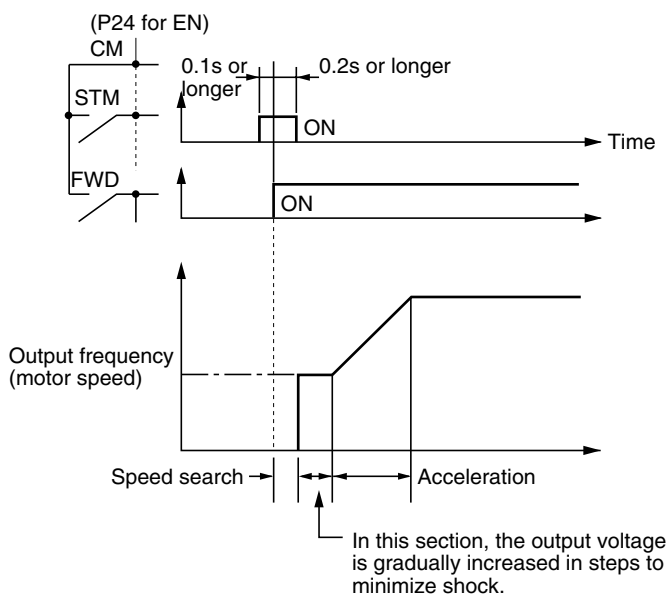 (P24 for EN)
CM
0.1s or
longer
0.2s or longer
STM
ON
Time
FWD
ON
Output frequency
(motor speed)
Speed search
Acceleration
In this section, the output voltage
is gradually increased in steps to
minimize shock.